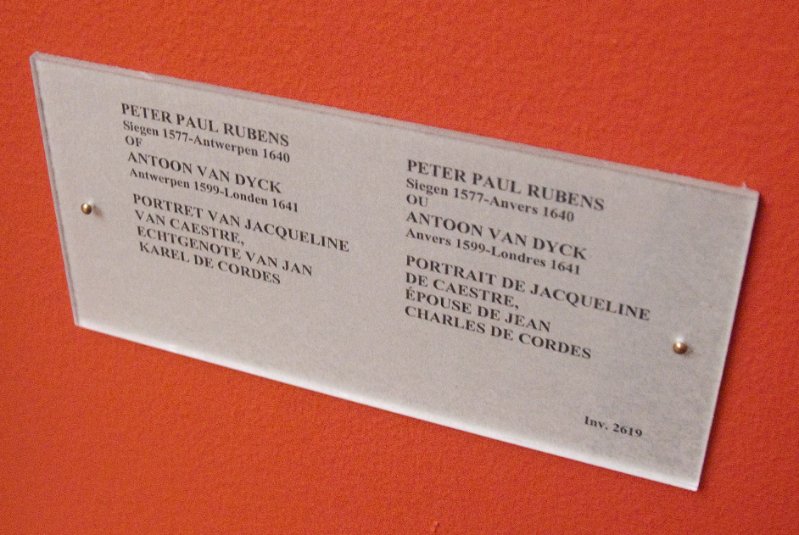 PETER PAUL RUBENS
Siegen 1577-Antwerpen 1640
OF
ANTOON VAN DYCK
Antwerpen 1599-Londen 1641
PORTRET VAN JACQUELINE
VAN CAESTRE,
ECHTGENOTE VAN JAN
KAREL DE CORDES
PETER PAUL RUBENS
Siegen 1577-Anvers 1640
OU
ANTOON VAN DYCK
Anvers 1599-Londres 1641
PORTRAIT DE JACQUELINE
DE CAESTRE,
ÉPOUSE DE JEAN
CHARLES DE CORDES
Inv. 2619